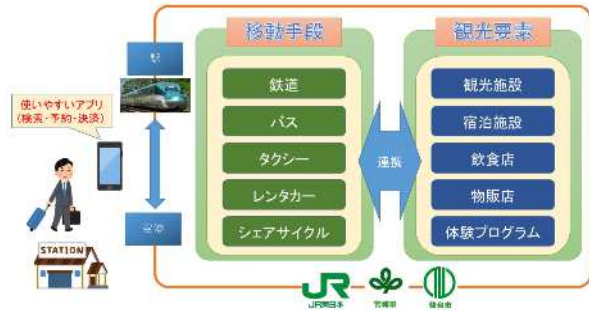 移動手段
観光要素
駅
使いやすいアプリ
(検索・予約・決済)
鉄道
バス
タクシー
レンタカー
シェアサイクル
連携
観光施設
宿泊施設
飲食店
物販店
体験プログラム
空港
STATION
JR
JR東日本
宮城県
仙台市